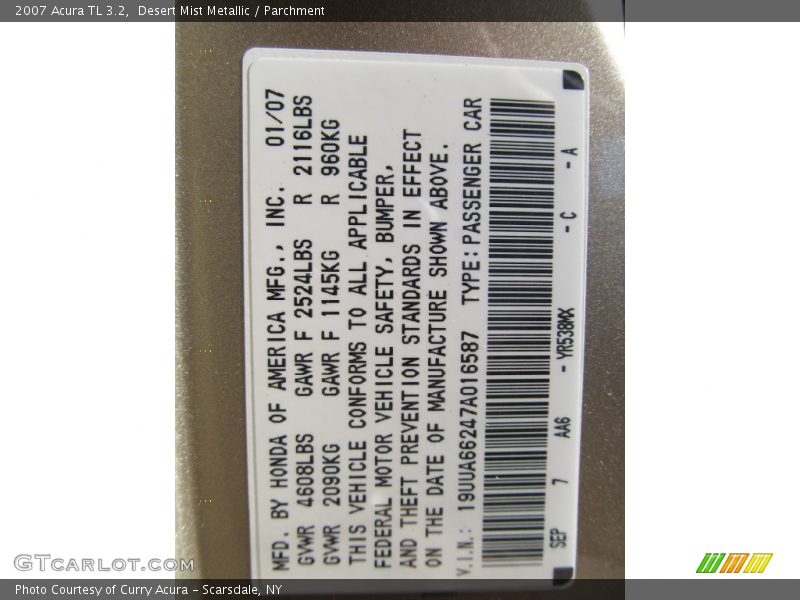 2007 Acura TL 3.2,  Desert Mist Metallic / Parchment
MFD. BY HONDA OF AMERICA MFG., INC. 01/07
GVWR 4608LBS GAWR F 2524LBS R 2116LBS
GVWR 2090KG GAWR F 1145KG R 960KG
THIS VEHICLE CONFORMS TO ALL APPLICABLE
FEDERAL MOTOR VEHICLE SAFETY, BUMPER,
AND THEFT PREVENTION STANDARDS IN EFFECT
ON THE DATE OF MANUFACTURE SHOWN ABOVE.
V.I.N.: 19UUA66247A016587 TYPE:PASSENGER CAR
SEP 7 AA6 - YR538MX - C - A
GTcarlot.com
Photo Courtesy of Curry Acura - Scarsdale, NY